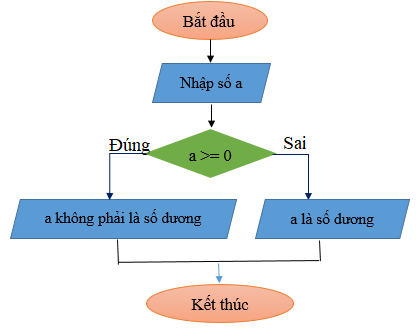 Bắt đầu
Nhập số a
Đúng
Sai
a >= 0
a không phải là số dương
a là số dương
Kết thúc